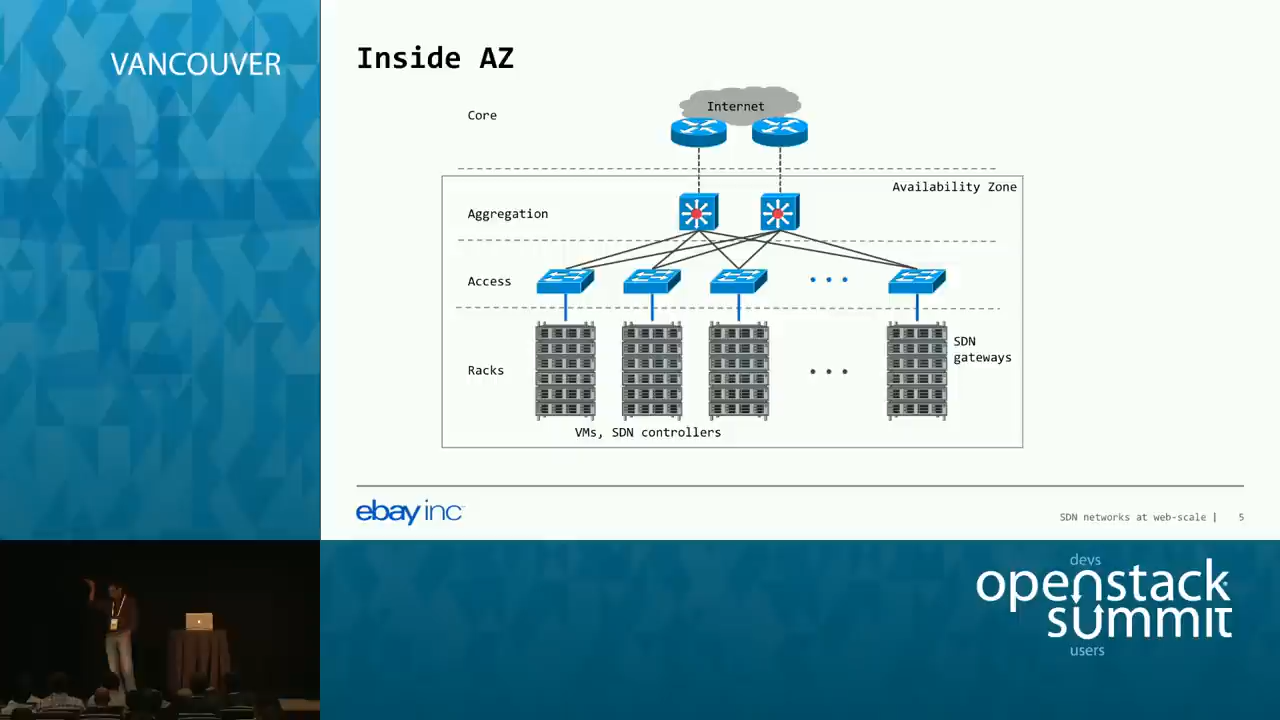 VANCOUVER
Inside AZ
Core
Internet
Availability Zone
Aggregation
Access
Racks
SDN
gateways
VMs, SDN controllers
ebay inc
SDN networks at web-scale | 5
devs
openstack
summit
users